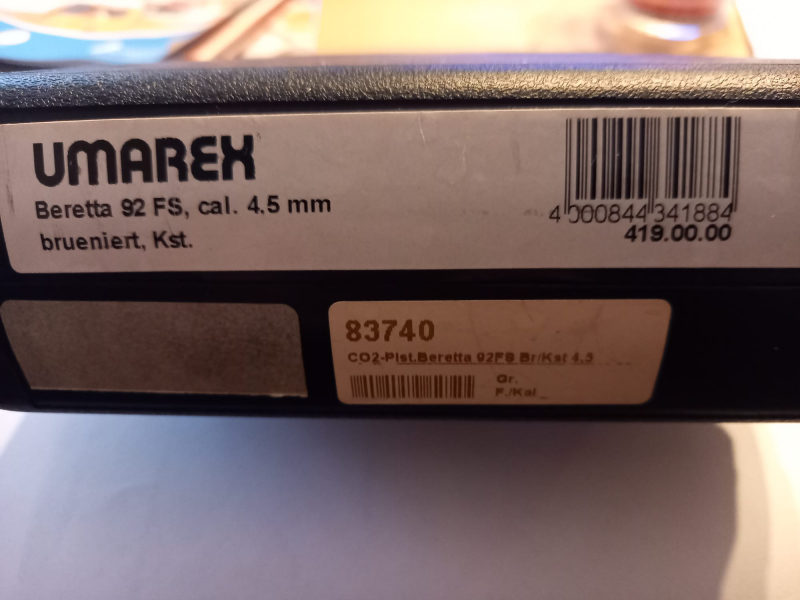 UMAREX
Beretta 92 FS, cal. 4.5 mm
brueniert, Kst.
4 000844 341884
419.00.00
83740
CO2-Pist.Beretta 92FS Br/Kst 4,5
Gr.
F./Kal _